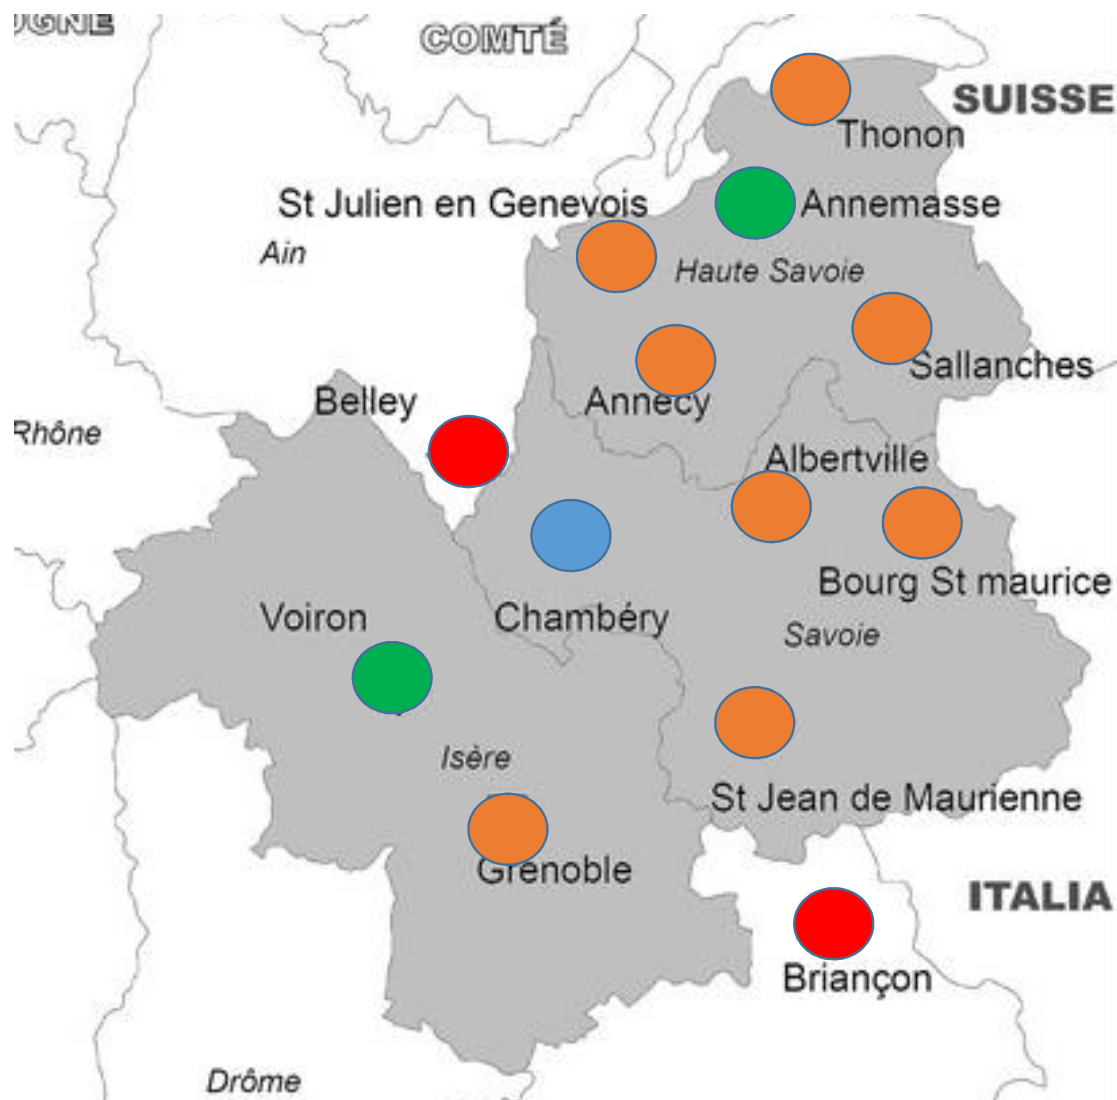 COMTÉ
SUISSE
Thonon
St Julien en Genevois
Annemasse
Ain
Haute Savoie
Sallanches
Belley
Annecy
Rhône
Albertville
Bourg St maurice
Voiron
Chambéry
Savoie
Isère
St Jean de Maurienne
Grenoble
ITALIA
Briançon
Drôme